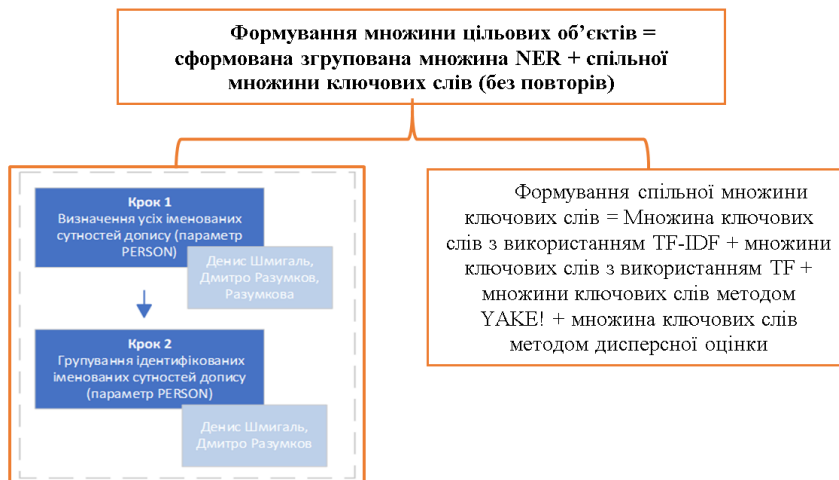 Формування множини цільових об’єктів =
сформована згрупована множина NER + спільної
множини ключових слів (без повторів)
Крок 1
Визначення усіх іменованих
сутностей допису (параметр
PERSON)
Денис Шмигаль,
Дмитро Разумков,
Разумкова
Крок 2
Групування ідентифікованих
іменованих сутностей допису
(параметр PERSON)
Денис Шмигаль,
Дмитро Разумков
Формування спільної множини
ключових слів = Множина ключових
слів з використанням TF-IDF + множини
ключових слів з використанням TF +
множини ключових слів методом
YAKE! + множина ключових слів
методом дисперсної оцінки